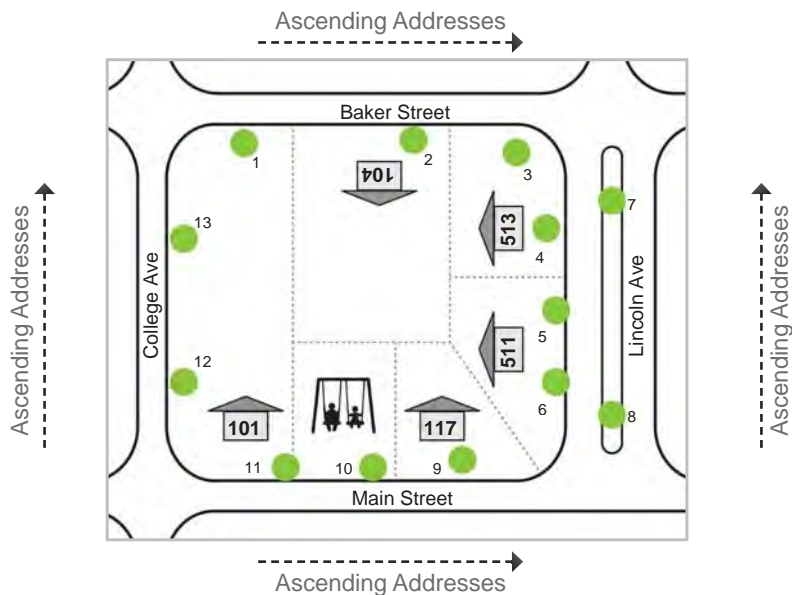 Ascending Addresses
Baker Street
1
2
3
104
13
7
513
4
Ascending Addresses
College Ave
Lincoln Ave
Ascending Addresses
5
511
12
6
8
101
117
11
10
9
Main Street
Ascending Addresses